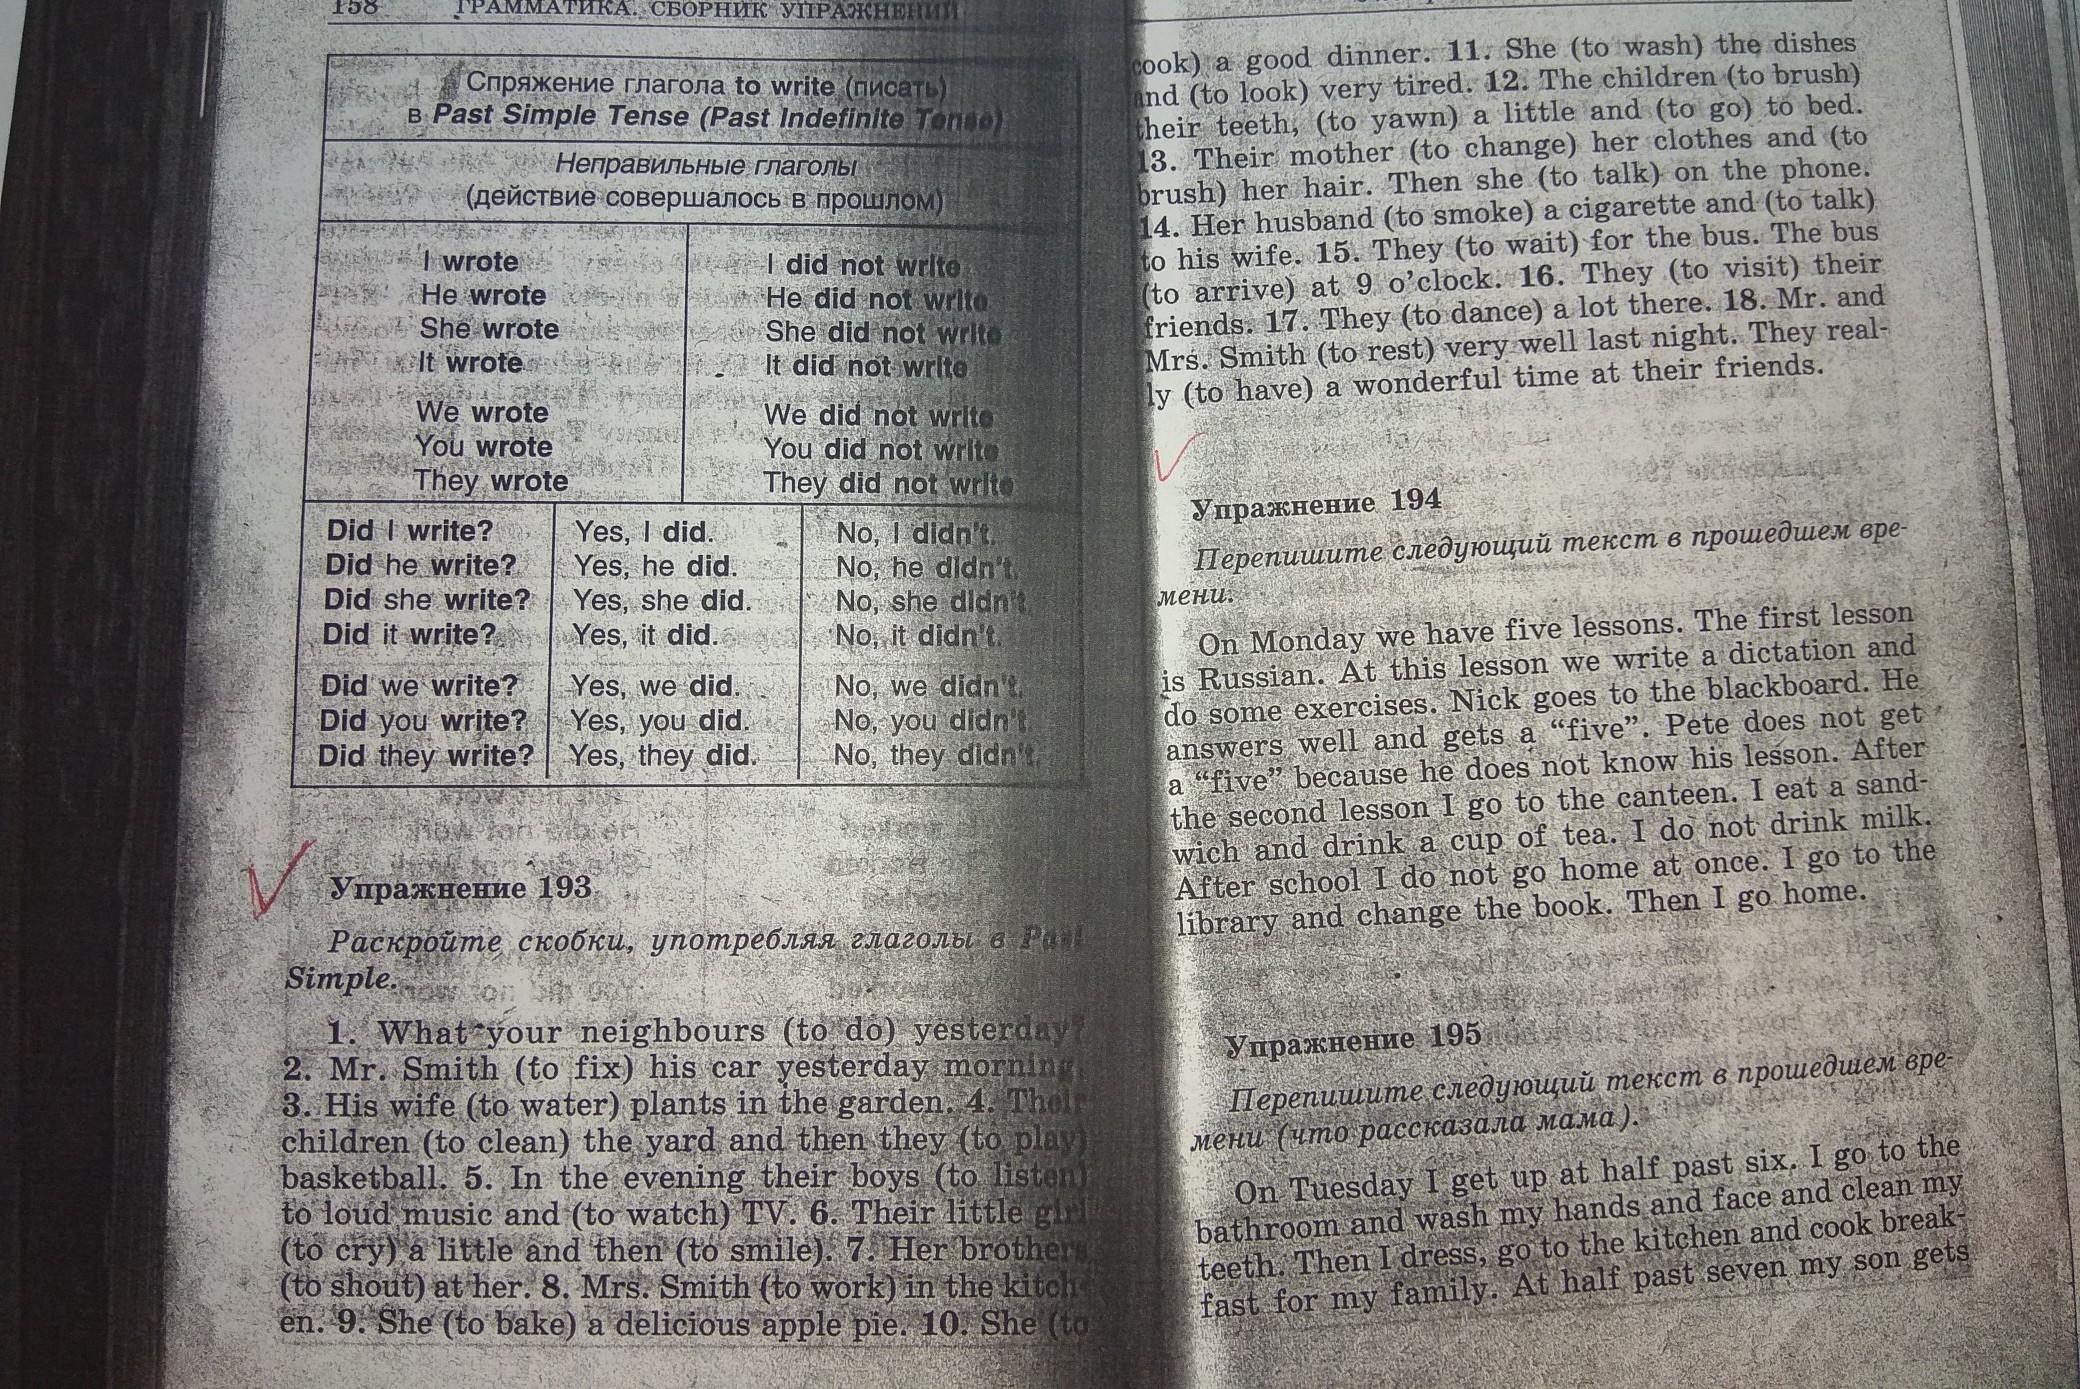 158 ГРАММАТИКА. СБОРНИК УПРАЖНЕНИЙ
Спряжение глагола to write (писать)
в Past Simple Tense (Past Indefinite Tense)
Неправильные глаголы
(действие совершалось в прошлом)
I wrote I did not write
He wrote He did not write
She wrote She did not write
It wrote It did not write
We wrote We did not write
You wrote You did not write
They wrote They did not write
Did I write? Yes, I did. No, I didn't.
Did he write? Yes, he did. No, he didn't.
Did she write? Yes, she did. No, she didn't.
Did it write? Yes, it did. No, it didn't.
Did we write? Yes, we did. No, we didn't.
Did you write? Yes, you did. No, you didn't.
Did they write? Yes, they did. No, they didn't.
Упражнение 193
Раскройте скобки, употребляя глаголы в Past
Simple.
1. What your neighbours (to do) yesterday?
2. Mr. Smith (to fix) his car yesterday morning.
3. His wife (to water) plants in the garden. 4. Their
children (to clean) the yard and then they (to play)
basketball. 5. In the evening their boys (to listen)
to loud music and (to watch) TV. 6. Their little girl
(to cry) a little and then (to smile). 7. Her brothers
(to shout) at her. 8. Mrs. Smith (to work) in the kitch-
en. 9. She (to bake) a delicious apple pie. 10. She (to
cook) a good dinner. 11. She (to wash) the dishes
and (to look) very tired. 12. The children (to brush)
their teeth, (to yawn) a little and (to go) to bed.
13. Their mother (to change) her clothes and (to
brush) her hair. Then she (to talk) on the phone.
14. Her husband (to smoke) a cigarette and (to talk)
to his wife. 15. They (to wait) for the bus. The bus
(to arrive) at 9 o'clock. 16. They (to visit) their
friends. 17. They (to dance) a lot there. 18. Mr. and
Mrs. Smith (to rest) very well last night. They real-
ly (to have) a wonderful time at their friends.
Упражнение 194
Перепишите следующий текст в прошедшем вре-
мени.
On Monday we have five lessons. The first lesson
is Russian. At this lesson we write a dictation and
do some exercises. Nick goes to the blackboard. He
answers well and gets a “five”. Pete does not get
a “five” because he does not know his lesson. After
the second lesson I go to the canteen. I eat a sand-
wich and drink a cup of tea. I do not drink milk.
After school I do not go home at once. I go to the
library and change the book. Then I go home.
Упражнение 195
Перепишите следующий текст в прошедшем вре-
мени (что рассказала мама).
On Tuesday I get up at half past six. I go to the
bathroom and wash my hands and face and clean my
teeth. Then I dress, go to the kitchen and cook break-
fast for my family. At half past seven my son gets